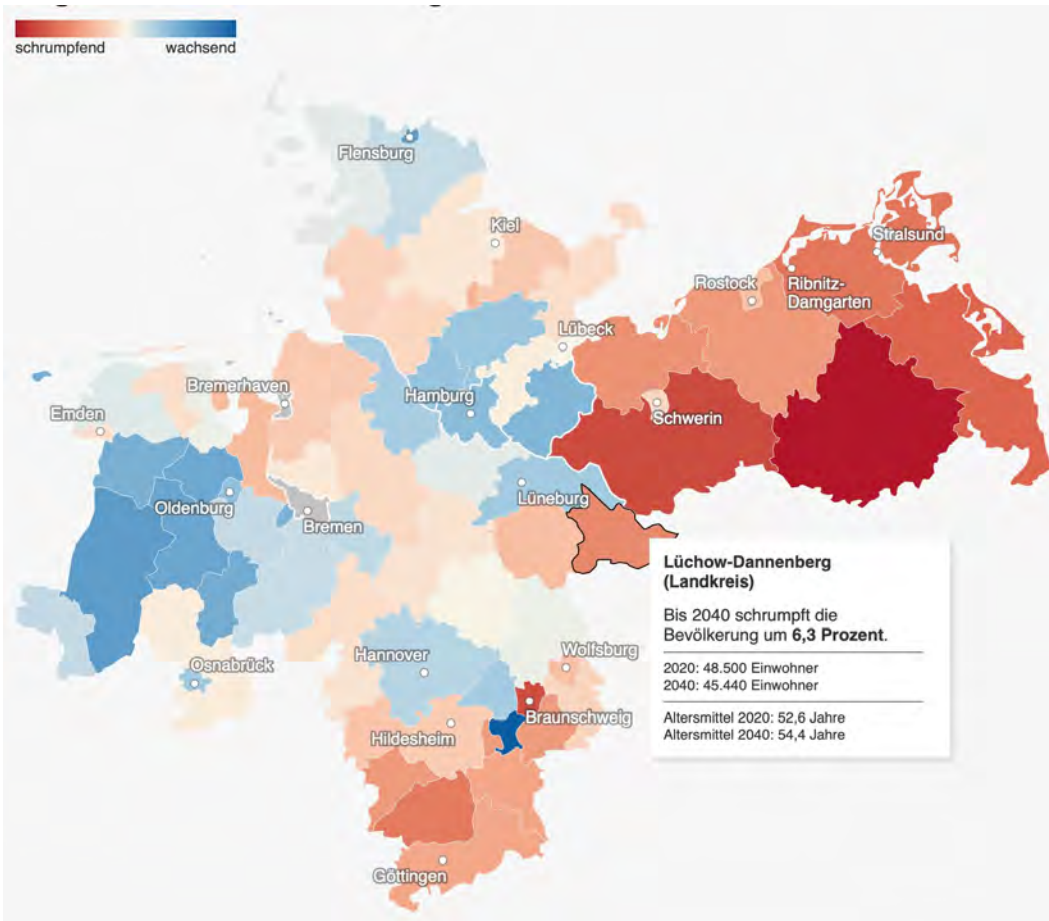 schrumpfend wachsend
Flensburg
Kiel
Stralsund
Rostock
Ribnitz-
Damgarten
Lübeck
Bremerhaven
Hamburg
Emden
Schwerin
Oldenburg
Lüneburg
Bremen
Lüchow-Dannenberg
(Landkreis)
Bis 2040 schrumpft die
Bevölkerung um 6,3 Prozent.
2020: 48.500 Einwohner
2040: 45.440 Einwohner
Altersmittel 2020: 52,6 Jahre
Altersmittel 2040: 54,4 Jahre
Hannover
Wolfsburg
Osnabrück
Braunschweig
Hildesheim
Göttingen